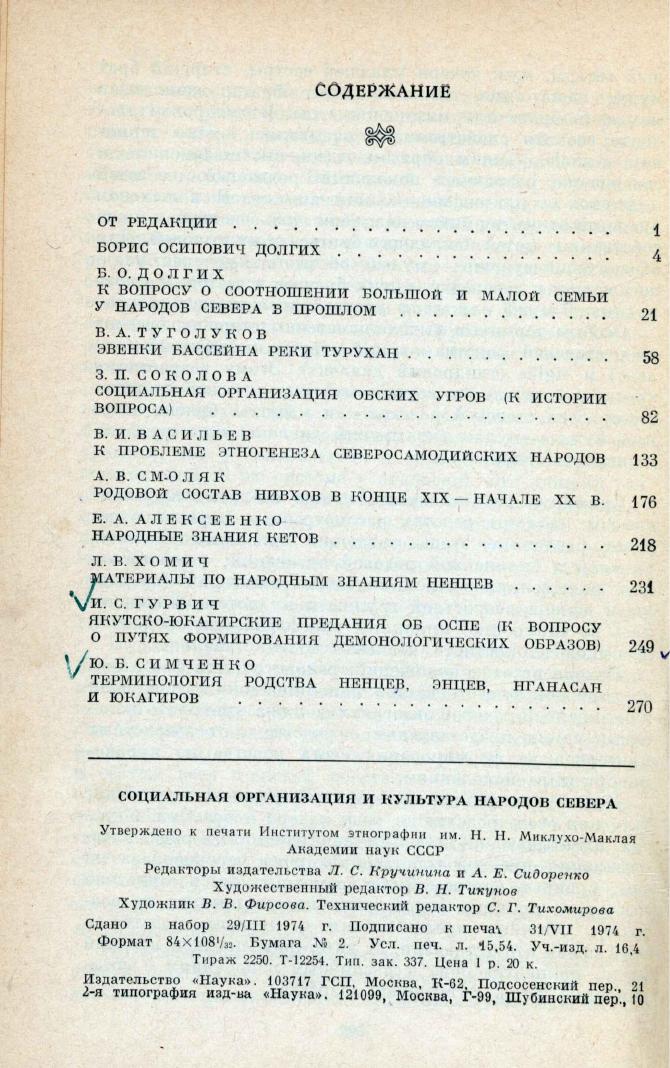 СОДЕРЖАНИЕ
ОТ РЕДАКЦИИ . . . . . . . . . . . . . . . . . . 1
БОРИС ОСИПОВИЧ ДОЛГИХ . . . . . . . . . . . . . 4
Б. О. ДОЛГИХ
К ВОПРОСУ О СООТНОШЕНИИ БОЛЬШОЙ И МАЛОЙ СЕМЬИ
У НАРОДОВ СЕВЕРА В ПРОШЛОМ . . . . . . . . . . 21
В. А. ТУГОЛУКОВ
ЭВЕНКИ БАССЕЙНА РЕКИ ТУРУХАН . . . . . . . . . 58
З. П. СОКОЛОВА
СОЦИАЛЬНАЯ ОРГАНИЗАЦИЯ ОБСКИХ УГРОВ (К ИСТОРИИ
ВОПРОСА) . . . . . . . . . . . . . . . . . . . 82
В. И. ВАСИЛЬЕВ
К ПРОБЛЕМЕ ЭТНОГЕНЕЗА СЕВЕРОСАМОДИЙСКИХ НАРОДОВ 133
А. В. СМОЛЯК
РОДОВОЙ СОСТАВ НИВХОВ В КОНЦЕ XIX — НАЧАЛЕ XX В. 176
Е. А. АЛЕКСЕЕНКО
НАРОДНЫЕ ЗНАНИЯ КЕТОВ . . . . . . . . . . . . . 218
Л. В. ХОМИЧ
МАТЕРИАЛЫ ПО НАРОДНЫМ ЗНАНИЯМ НЕНЦЕВ . . . . . . 231
И. С. ГУРВИЧ
ЯКУТСКО-ЮКАГИРСКИЕ ПРЕДАНИЯ ОБ ОСПЕ (К ВОПРОСУ
О ПУТЯХ ФОРМИРОВАНИЯ ДЕМОНОЛОГИЧЕСКИХ ОБРАЗОВ) 249
Ю. Б. СИМЧЕНКО
ТЕРМИНОЛОГИЯ РОДСТВА НЕНЦЕВ, ЭНЦЕВ, НГАНАСАН
И ЮКАГИРОВ . . . . . . . . . . . . . . . . . . 270
СОЦИАЛЬНАЯ ОРГАНИЗАЦИЯ И КУЛЬТУРА НАРОДОВ СЕВЕРА
Утверждено к печати Институтом этнографии им. Н. Н. Миклухо-Маклая
Академии наук СССР
Редакторы издательства Л. С. Кручинина и А. Е. Сидоренко
Художественный редактор В. Н. Тикунов
Художник В. В. Фирсова. Технический редактор С. Г. Тихомирова
Сдано в набор 29/III 1974 г. Подписано к печа 31/VII 1974 г.
Формат 84×108¹/₃₂. Бумага № 2. Усл. печ. л. 15,54. Уч.-изд. л. 16,4
Тираж 2250. Т-12254. Тип. зак. 337. Цена 1 р. 20 к.
Издательство «Наука». 103717 ГСП, Москва, К-62, Подсосенский пер., 21
2-я типография изд-ва «Наука». 121099, Москва, Г-99, Шубинский пер., 10